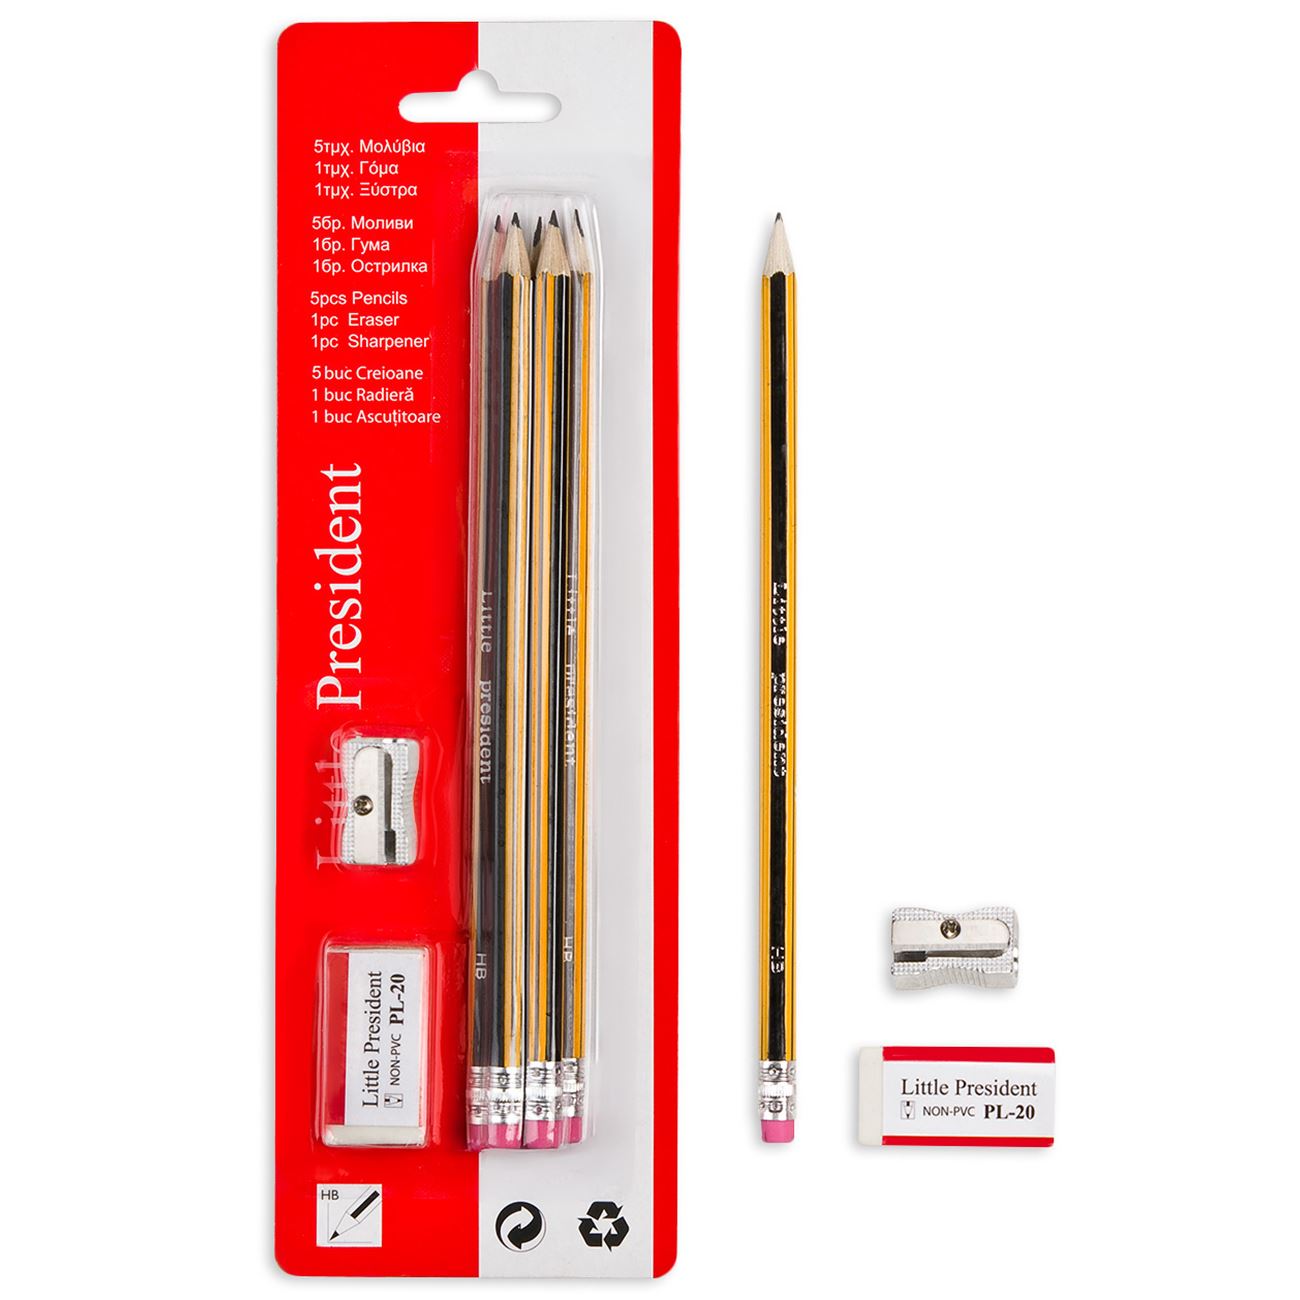 5τμχ. Μολύβια
1τμχ. Γόμα
1τμχ. Ξύστρα
5бр. Моливи
1бр. Гума
1бр. Острилка
5pcs Pencils
1pc Eraser
1pc Sharpener
5 buc Creioane
1 buc Radieră
1 buc Ascuțitoare
Little President
Little President
NON-PVC PL-20
HB
Little president HB
Little president HB
Little president HB
Little President
NON-PVC PL-20